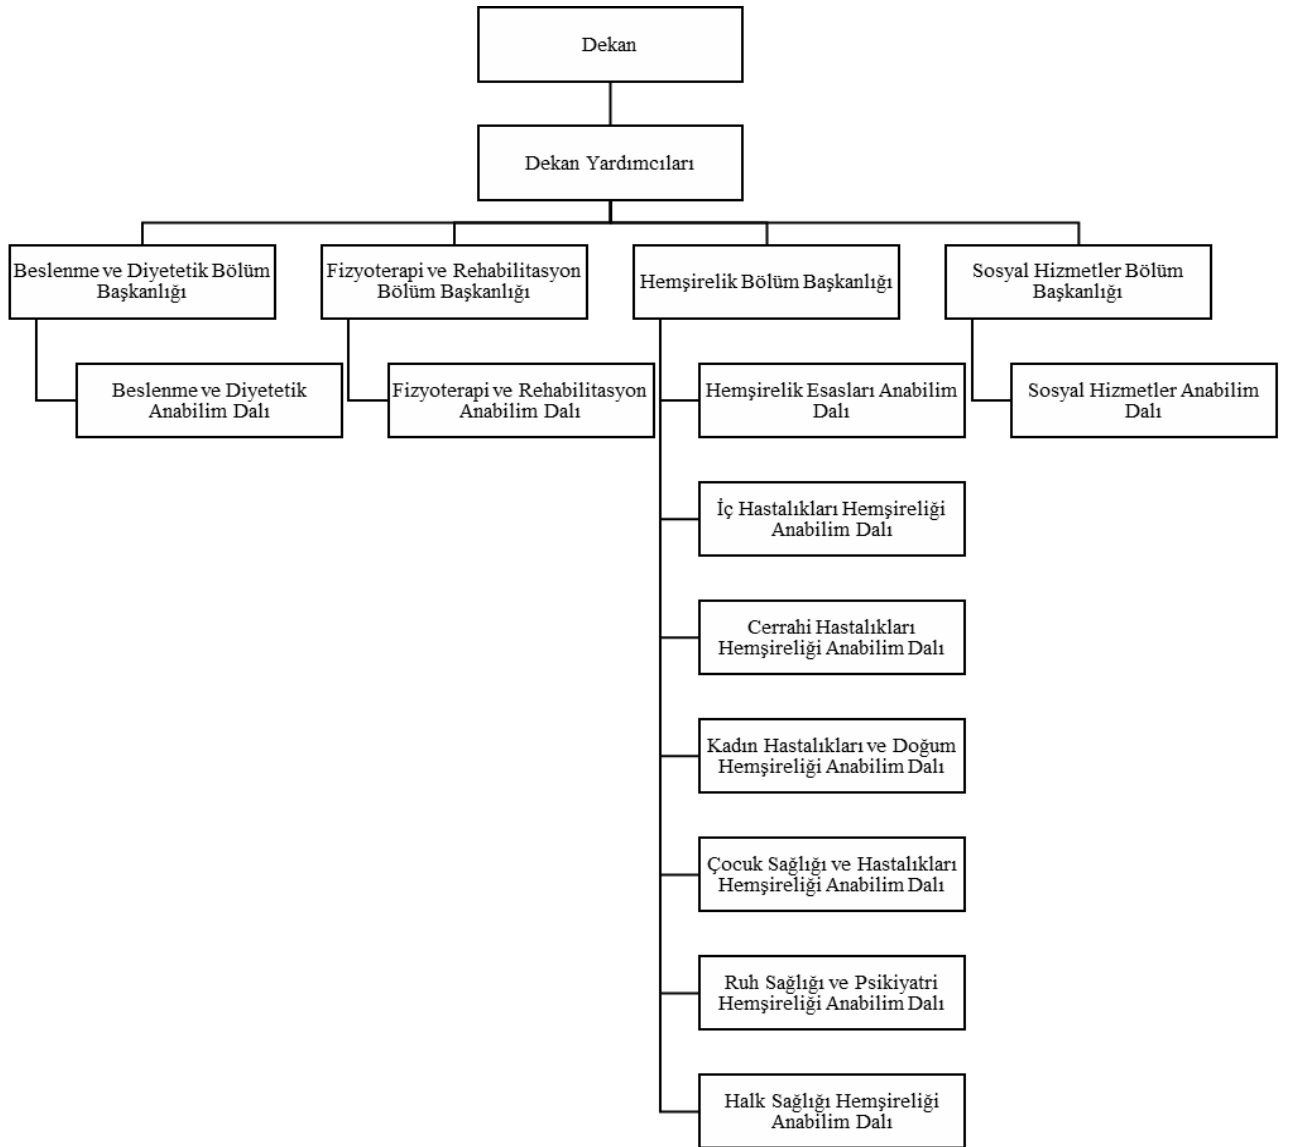 Dekan
Dekan Yardımcıları
Beslenme ve Diyetetik Bölüm
Başkanlığı
Fizyoterapi ve Rehabilitasyon
Bölüm Başkanlığı
Hemşirelik Bölüm Başkanlığı
Sosyal Hizmetler Bölüm
Başkanlığı
Beslenme ve Diyetetik
Anabilim Dalı
Fizyoterapi ve Rehabilitasyon
Anabilim Dalı
Hemşirelik Esasları Anabilim
Dalı
Sosyal Hizmetler Anabilim
Dalı
İç Hastalıkları Hemşireliği
Anabilim Dalı
Cerrahi Hastalıkları
Hemşireliği Anabilim Dalı
Kadın Hastalıkları ve Doğum
Hemşireliği Anabilim Dalı
Çocuk Sağlığı ve Hastalıkları
Hemşireliği Anabilim Dalı
Ruh Sağlığı ve Psikiyatri
Hemşireliği Anabilim Dalı
Halk Sağlığı Hemşireliği
Anabilim Dalı